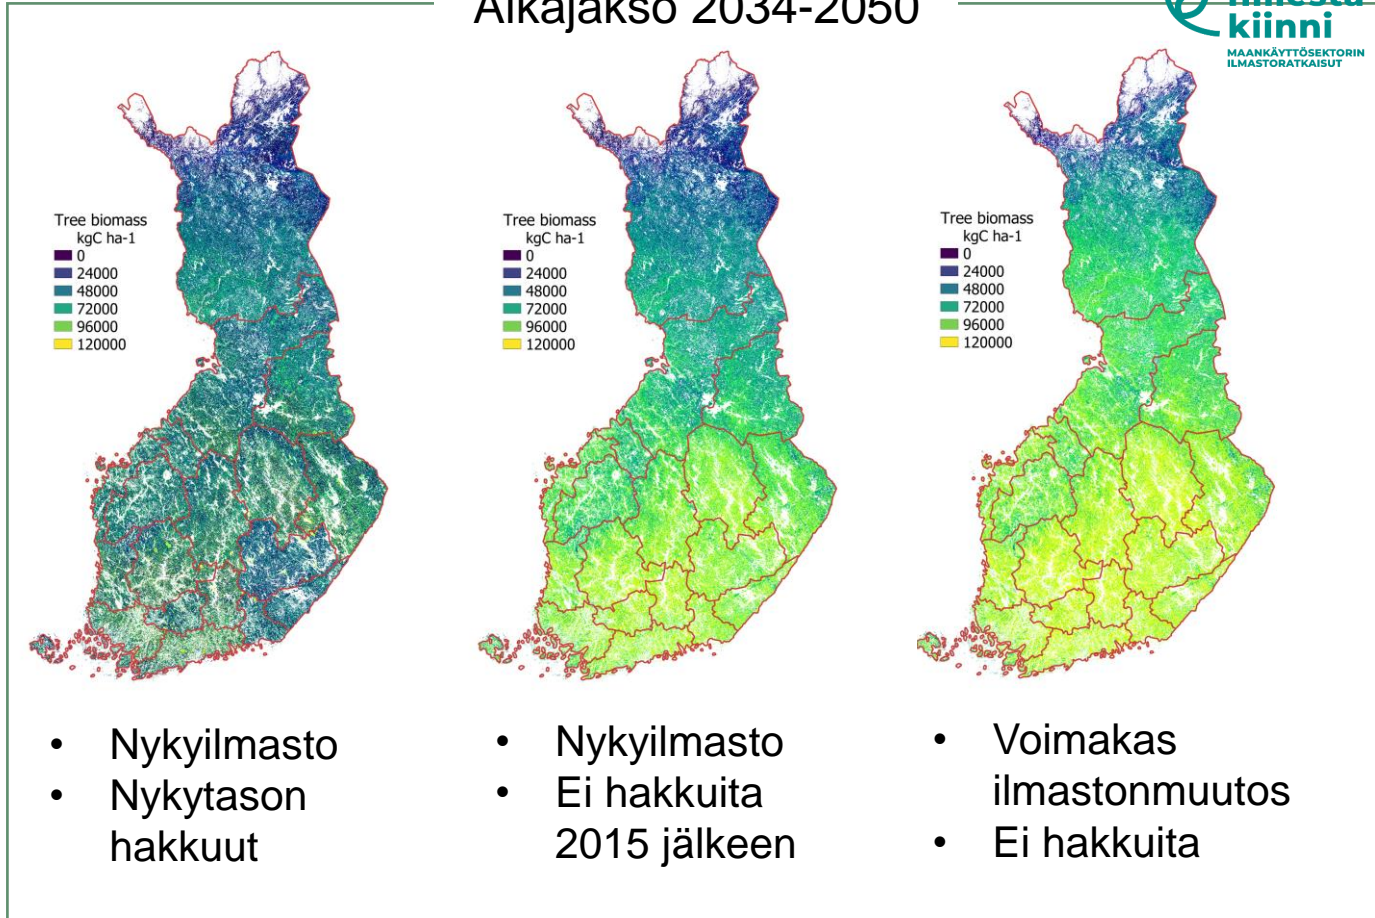 Aikajakso 2034-2050
kiinni
MAANKÄYTTÖSEKTORIN
ILMASTORATKAISUT
Tree biomass
kgC ha-1
0
24000
48000
72000
96000
120000
Tree biomass
kgC ha-1
0
24000
48000
72000
96000
120000
Tree biomass
kgC ha-1
0
24000
48000
72000
96000
120000
• Nykyilmasto
• Nykytason
hakkuut
• Nykyilmasto
• Ei hakkuita
2015 jälkeen
• Voimakas
ilmastonmuutos
• Ei hakkuita